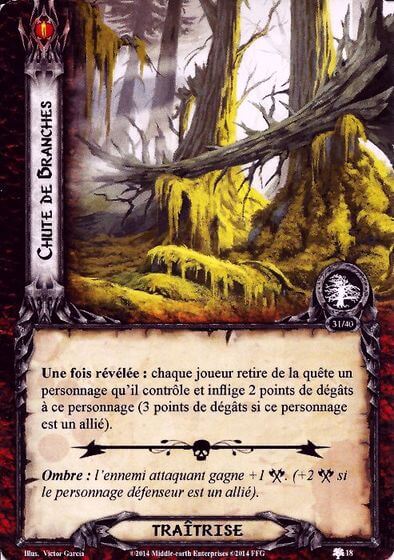 CHUTE DE BRANCHES
31/40
Une fois révélée : chaque joueur retire de la quête un
personnage qu'il contrôle et inflige 2 points de dégâts
à ce personnage (3 points de dégâts si ce personnage
est un allié).
Ombre : l'ennemi attaquant gagne +1 . (+2 si
le personnage défenseur est un allié).
TRAÎTRISE
Illus. Victor Garcia ©2014 Middle-earth Enterprises ©2014 FFG 18